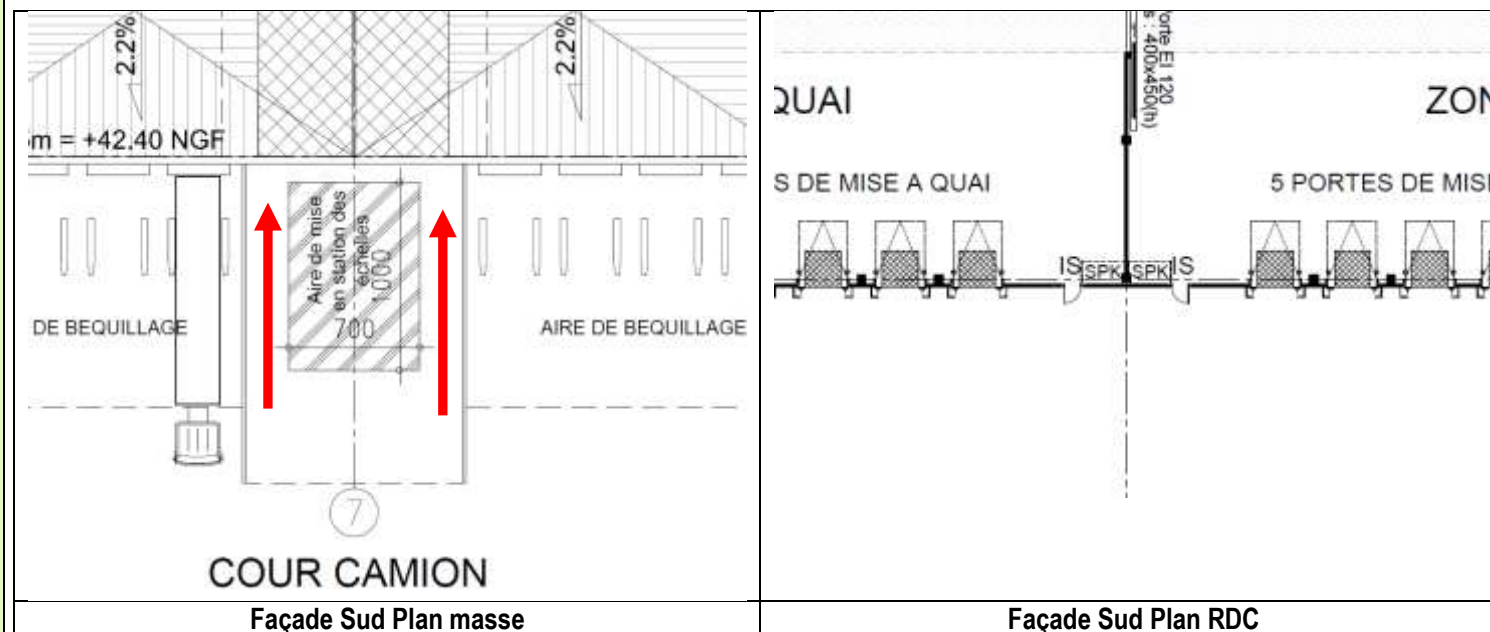 2.2%
2.2%
m = +42.40 NGF
Aire de mise
en station des
échelles
1000
700
DE BEQUILLAGE
AIRE DE BEQUILLAGE
7
COUR CAMION
Façade Sud Plan masse
Porte EI 120
s : 400x450(h)
QUAI
ZON
S DE MISE A QUAI
5 PORTES DE MISE
IS SPK SPK IS
Façade Sud Plan RDC